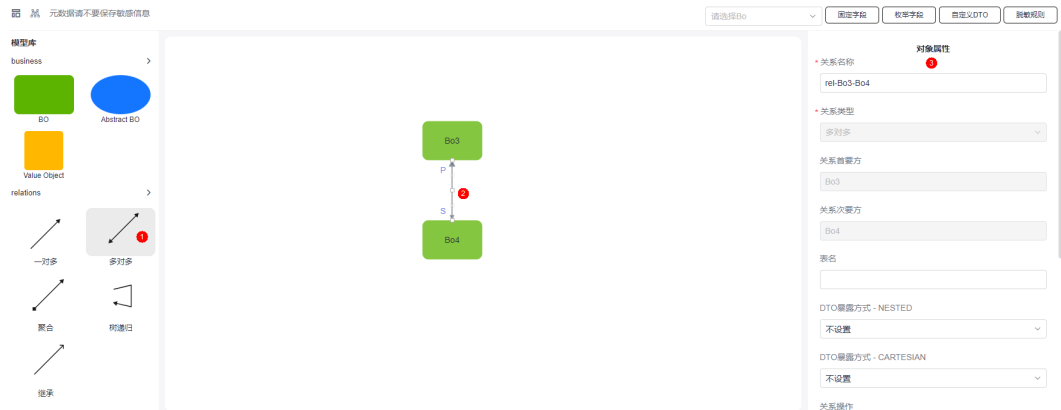 元数据请不要保存敏感信息
请选择Bo
固定字段
枚举字段
自定义DTO
脱敏规则
模型库
business
BO
Abstract BO
Value Object
relations
一对多
1
多对多
聚合
树递归
继承
Bo3
P
2
S
Bo4
对象属性
* 关系名称
3
rel-Bo3-Bo4
* 关系类型
多对多
关系首要方
Bo3
关系次要方
Bo4
表名
DTO暴露方式 - NESTED
不设置
DTO暴露方式 - CARTESIAN
不设置
关系操作